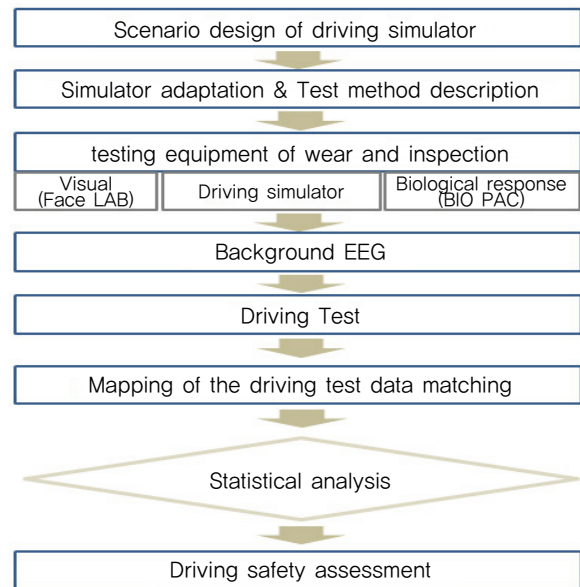 Scenario design of driving simulator
Simulator adaptation & Test method description
testing equipment of wear and inspection
Visual
(Face LAB)
Driving simulator
Biological response
(BIO PAC)
Background EEG
Driving Test
Mapping of the driving test data matching
Statistical analysis
Driving safety assessment